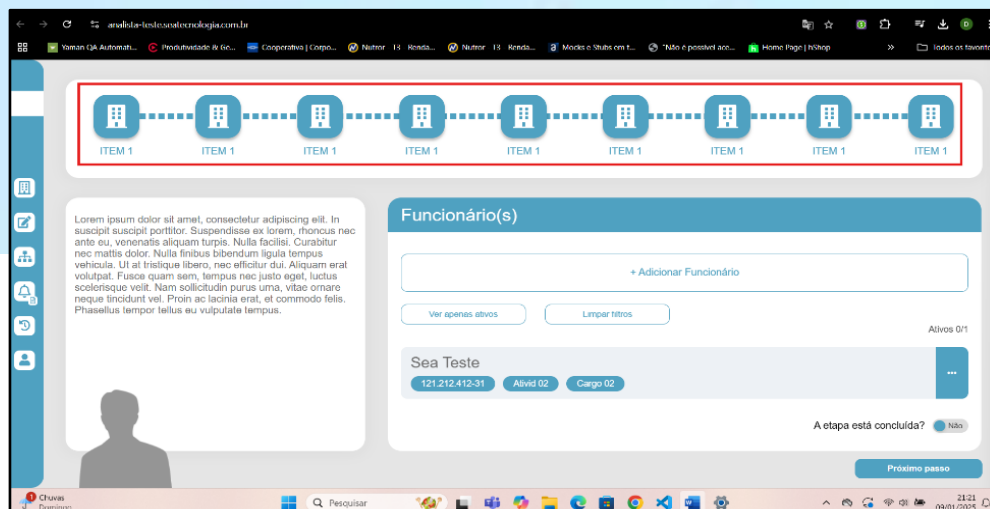 analista-teste.seatecnologia.com.br
Yaman QA Automati...
Produtividade & Ge...
Cooperativa | Corpo...
Nutror
Renda...
Nutror
Renda...
Mocks e Stubs em t...
"Não é possível ace...
Home Page | hShop
»
Todos os favoritos
ITEM 1 ITEM 1 ITEM 1 ITEM 1 ITEM 1 ITEM 1 ITEM 1 ITEM 1 ITEM 1
Lorem ipsum dolor sit amet, consectetur adipiscing elit. In
suscipit suscipit porttitor. Suspendisse ex lorem, rhoncus nec
ante eu, venenatis aliquam turpis. Nulla facilisi. Curabitur
nec mattis dolor. Nulla finibus bibendum ligula tempus
vehicula. Ut at tristique libero, nec efficitur dui. Aliquam erat
volutpat. Fusce quam sem, tempus nec justo eget, luctus
scelerisque velit. Nam sollicitudin purus urna, vitae ornare
neque tincidunt vel. Proin ac lacinia erat, et commodo felis.
Phasellus tempor tellus eu vulputate tempus.
Funcionário(s)
+ Adicionar Funcionário
Ver apenas ativos
Limpar filtros
Ativos 0/1
Sea Teste
121.212.412-31
Ativid 02
Cargo 02
...
A etapa está concluída?
Não
Próximo passo
1
Chuvas
Domingo
Pesquisar
21:21
09/01/2025